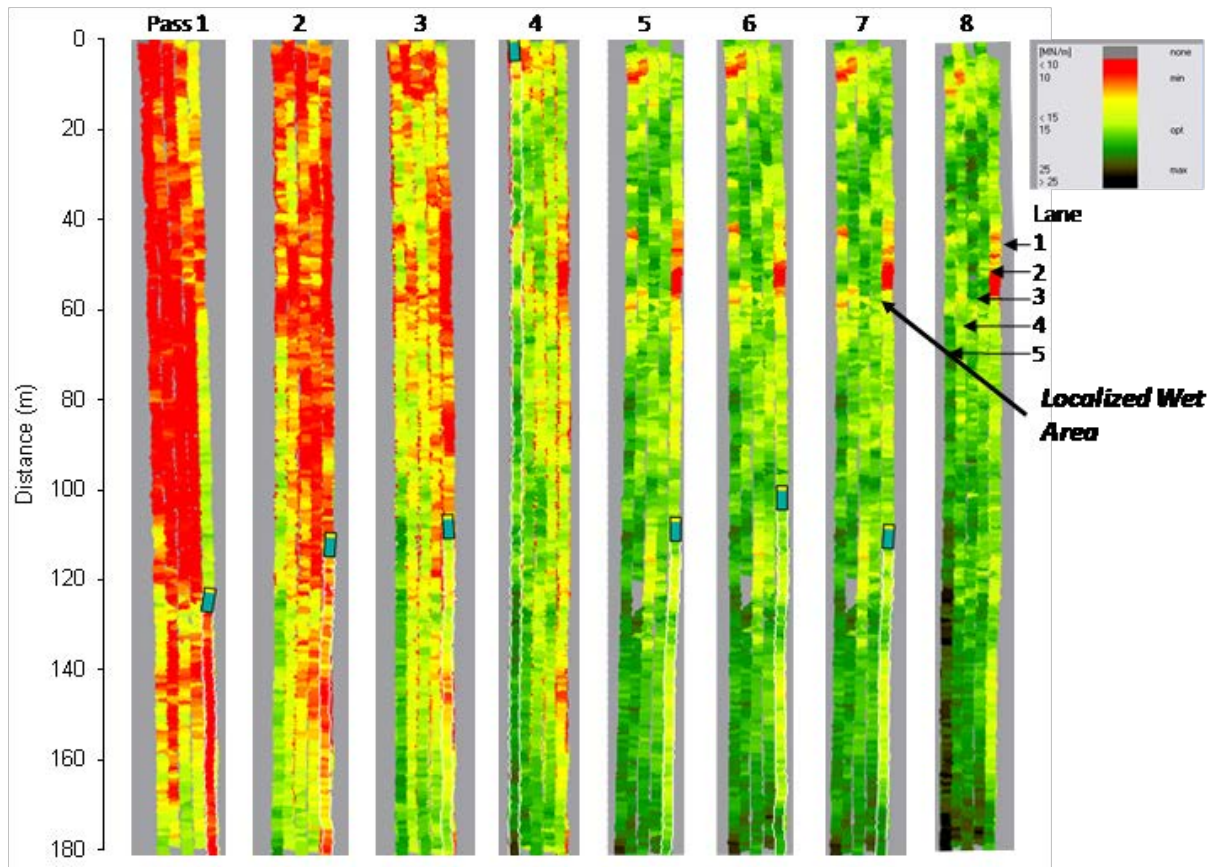 Pass 1 2 3 4 5 6 7 8
0
20
40
60
80
100
120
140
160
180
Distance (m)
[MN/m] none
< 10
10 min
< 15
15 opt
25 max
> 25
Lane
1
2
3
4
5
Localized Wet
Area